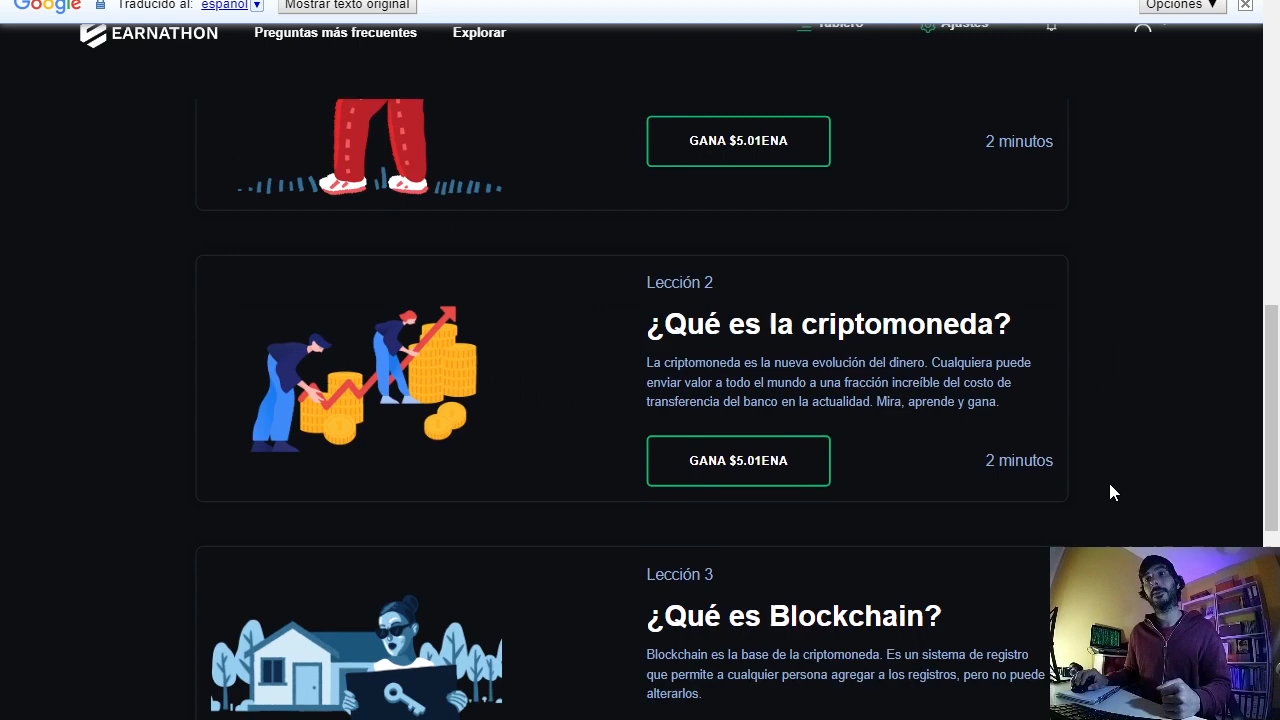 Google Traducido al: español Mostrar texto original Opciones ▼
EARNATHON Preguntas más frecuentes Explorar Tablero Ajustes
GANA $5.01ENA 2 minutos
Lección 2
¿Qué es la criptomoneda?
La criptomoneda es la nueva evolución del dinero. Cualquiera puede
enviar valor a todo el mundo a una fracción increíble del costo de
transferencia del banco en la actualidad. Mira, aprende y gana.
GANA $5.01ENA 2 minutos
Lección 3
¿Qué es Blockchain?
Blockchain es la base de la criptomoneda. Es un sistema de registro
que permite a cualquier persona agregar a los registros, pero no puede
alterarlos.